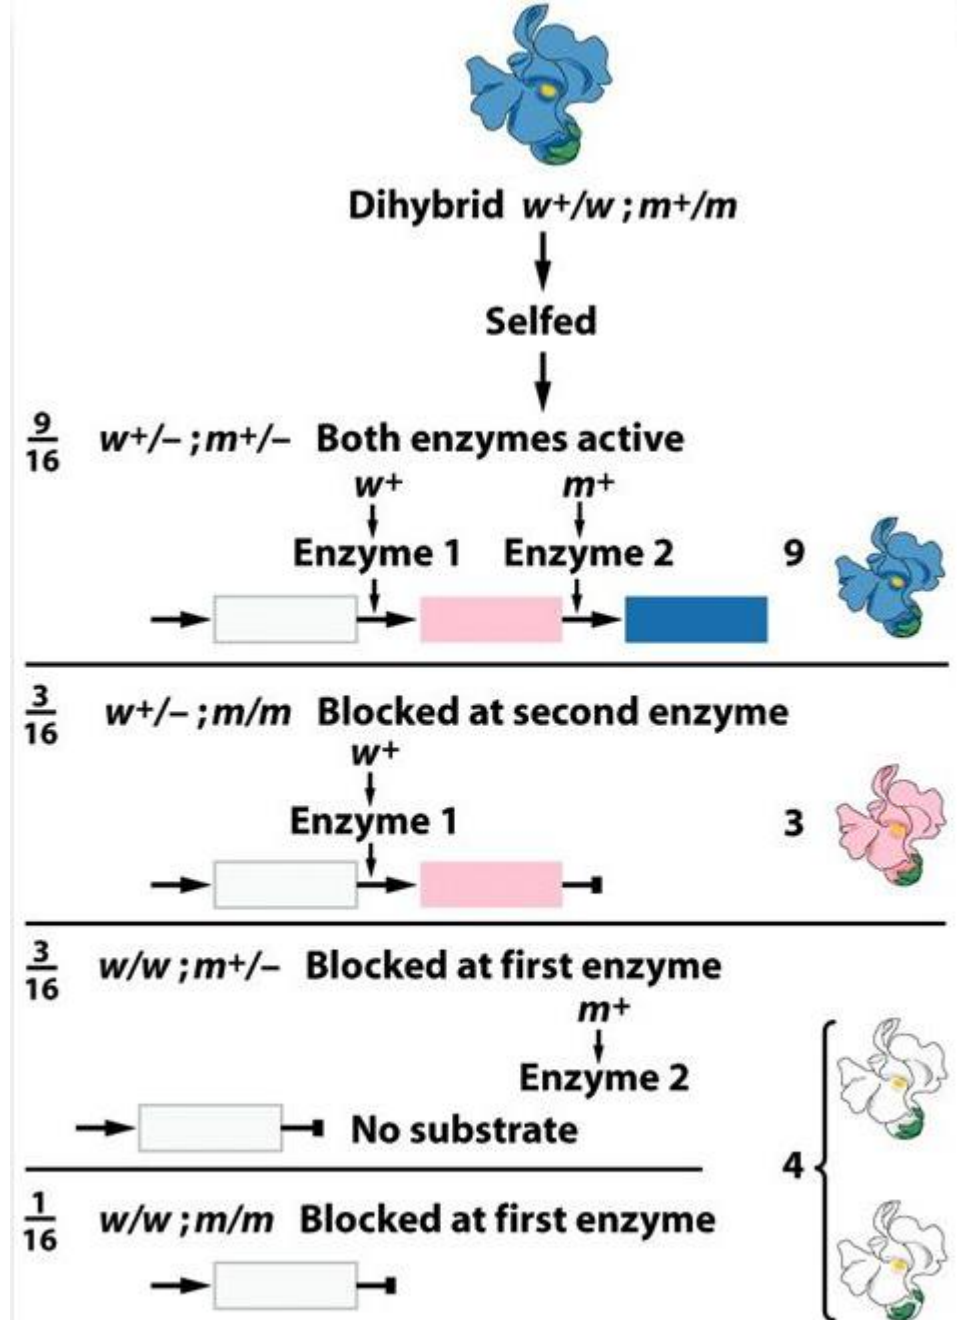 Dihybrid w+/w ; m+/m
Selfed
9/16 w+/– ; m+/– Both enzymes active
w+ m+
Enzyme 1 Enzyme 2 9
3/16 w+/– ; m/m Blocked at second enzyme
w+
Enzyme 1 3
3/16 w/w ; m+/– Blocked at first enzyme
m+
Enzyme 2
No substrate
4
1/16 w/w ; m/m Blocked at first enzyme